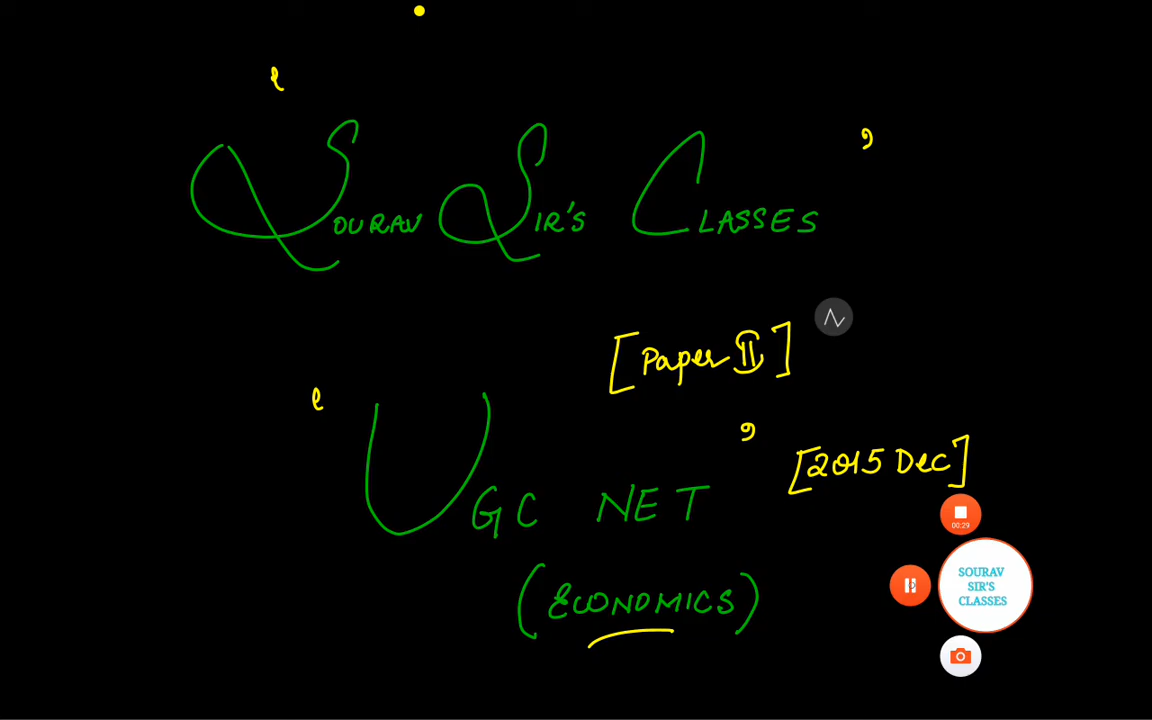 ' SOURAV SIR'S CLASSES '
[Paper II]
' UGC NET '
[2015 Dec]
(ECONOMICS)
00:29
SOURAV
SIR'S
CLASSES